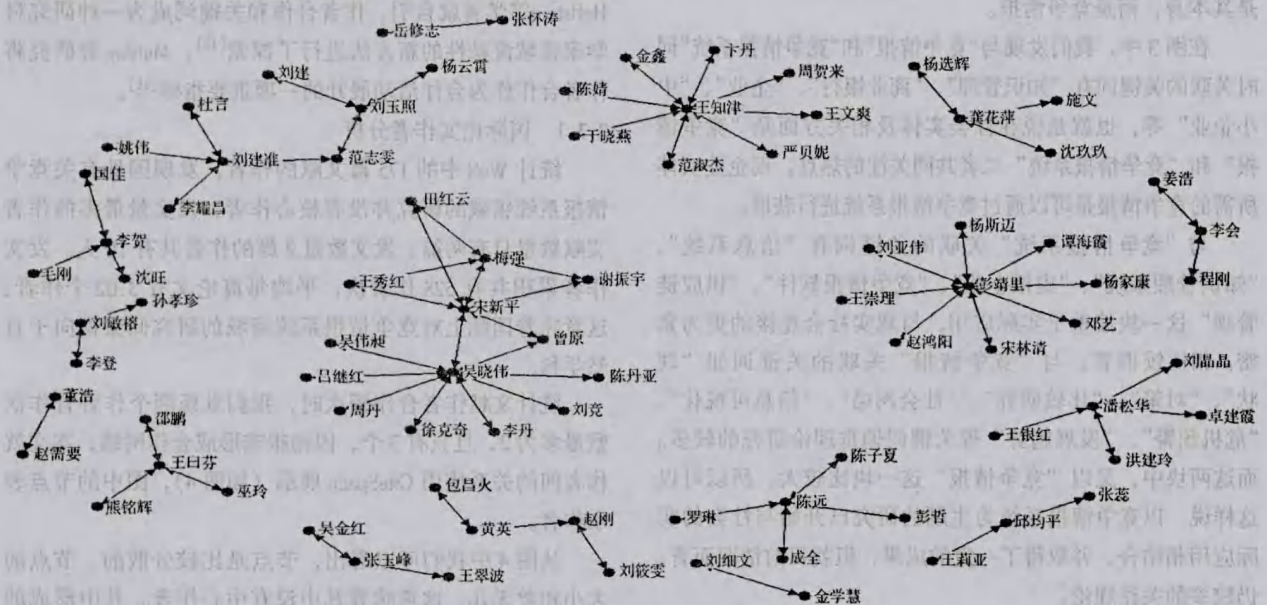 岳修志
张怀涛
刘建
杨云雷
杜言
刘玉照
姚伟
刘建准
范志雯
国佳
李耀昌
李贺
沈旺
毛刚
孙孝珍
刘敏榕
李登
董浩
邵鹏
赵需要
王曰芬
巫玲
熊铭辉
金鑫
卞丹
陈婧
周贺来
王知津
王文爽
于晓燕
严贝妮
范淑杰
杨选辉
施文
龚花萍
沈玖玖
姜浩
李会
程刚
田红云
梅强
王秀红
谢振宇
宋新平
吴伟昶
曾原
吕继红
吴晓伟
陈丹亚
周丹
刘竞
徐克奇
李丹
杨斯迈
刘亚伟
谭海霞
彭靖里
杨家康
王崇理
邓艺
赵鸿阳
宋林清
刘晶晶
潘松华
卓建霞
王银红
洪建玲
包昌火
黄英
赵刚
刘筱雯
吴金红
张玉峰
王翠波
陈子夏
陈远
罗琳
彭哲
成全
刘细文
金学慧
张蕊
邱均平
王莉亚